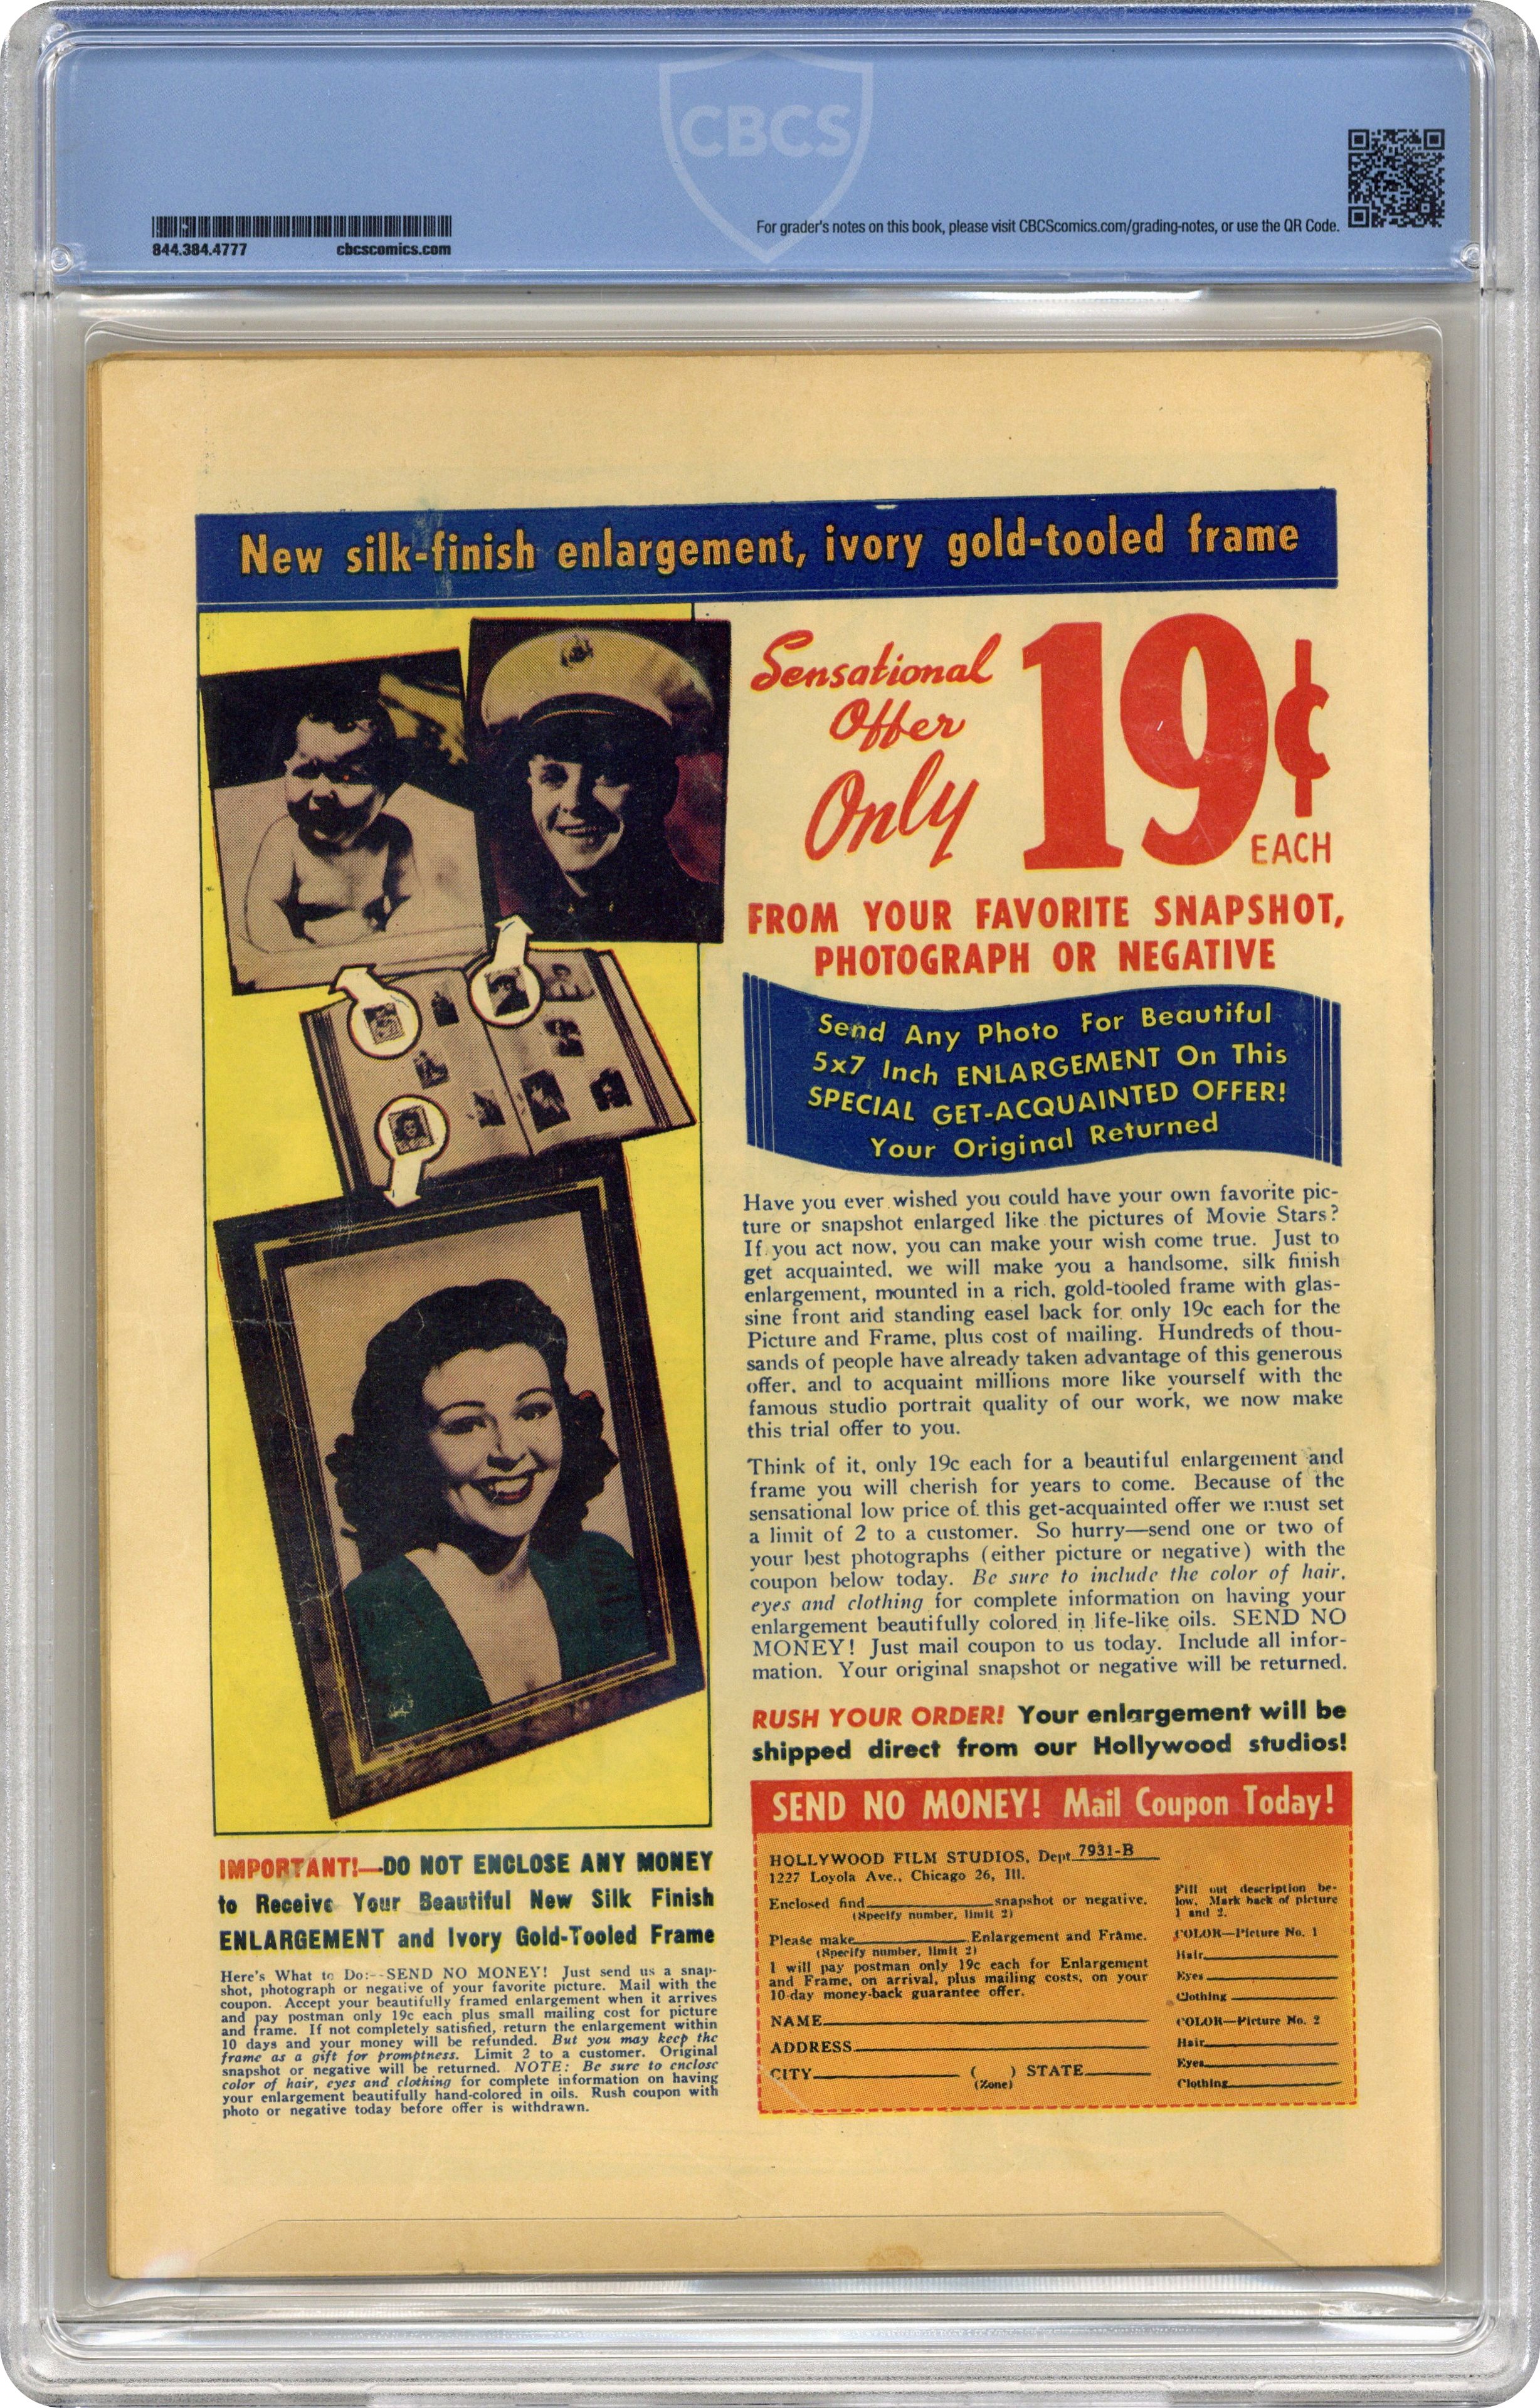 CBCS
844.384.4777 cbcscomics.com
For grader's notes on this book, please visit CBCScomics.com/grading-notes, or use the QR Code.
New silk-finish enlargement, ivory gold-tooled frame
Sensational
Offer
Only
19¢
EACH
FROM YOUR FAVORITE SNAPSHOT,
PHOTOGRAPH OR NEGATIVE
Send Any Photo For Beautiful
5x7 Inch ENLARGEMENT On This
SPECIAL GET-ACQUAINTED OFFER!
Your Original Returned
Have you ever wished you could have your own favorite pic-
ture or snapshot enlarged like the pictures of Movie Stars?
If you act now, you can make your wish come true. Just to
get acquainted, we will make you a handsome, silk finish
enlargement, mounted in a rich, gold-tooled frame with glas-
sine front and standing easel back for only 19c each for the
Picture and Frame, plus cost of mailing. Hundreds of thou-
sands of people have already taken advantage of this generous
offer, and to acquaint millions more like yourself with the
famous studio portrait quality of our work, we now make
this trial offer to you.
Think of it, only 19c each for a beautiful enlargement and
frame you will cherish for years to come. Because of the
sensational low price of this get-acquainted offer we must set
a limit of 2 to a customer. So hurry—send one or two of
your best photographs (either picture or negative) with the
coupon below today. Be sure to include the color of hair,
eyes and clothing for complete information on having your
enlargement beautifully colored in life-like oils. SEND NO
MONEY! Just mail coupon to us today. Include all infor-
mation. Your original snapshot or negative will be returned.
RUSH YOUR ORDER! Your enlargement will be
shipped direct from our Hollywood studios!
IMPORTANT!—DO NOT ENCLOSE ANY MONEY
to Receive Your Beautiful New Silk Finish
ENLARGEMENT and Ivory Gold-Tooled Frame
Here's What to Do:--SEND NO MONEY! Just send us a snap-
shot, photograph or negative of your favorite picture. Mail with the
coupon. Accept your beautifully framed enlargement when it arrives
and pay postman only 19c each plus small mailing cost for picture
and frame. If not completely satisfied, return the enlargement within
10 days and your money will be refunded. But you may keep the
frame as a gift for promptness. Limit 2 to a customer. Original
snapshot or negative will be returned. NOTE: Be sure to enclose
color of hair, eyes and clothing for complete information on having
your enlargement beautifully hand-colored in oils. Rush coupon with
photo or negative today before offer is withdrawn.
SEND NO MONEY! Mail Coupon Today!
HOLLYWOOD FILM STUDIOS, Dept. 7931-B
1227 Loyola Ave., Chicago 26, Ill.
Enclosed find snapshot or negative.
(Specify number, limit 2)
Please make Enlargement and Frame.
(Specify number, limit 2)
I will pay postman only 19c each for Enlargement
and Frame, on arrival, plus mailing costs, on your
10-day money-back guarantee offer.
NAME
ADDRESS
CITY ( ) STATE
(Zone)
Fill out description be-
low. Mark back of picture
1 and 2.
COLOR—Picture No. 1
Hair
Eyes
Clothing
COLOR—Picture No. 2
Hair
Eyes
Clothing